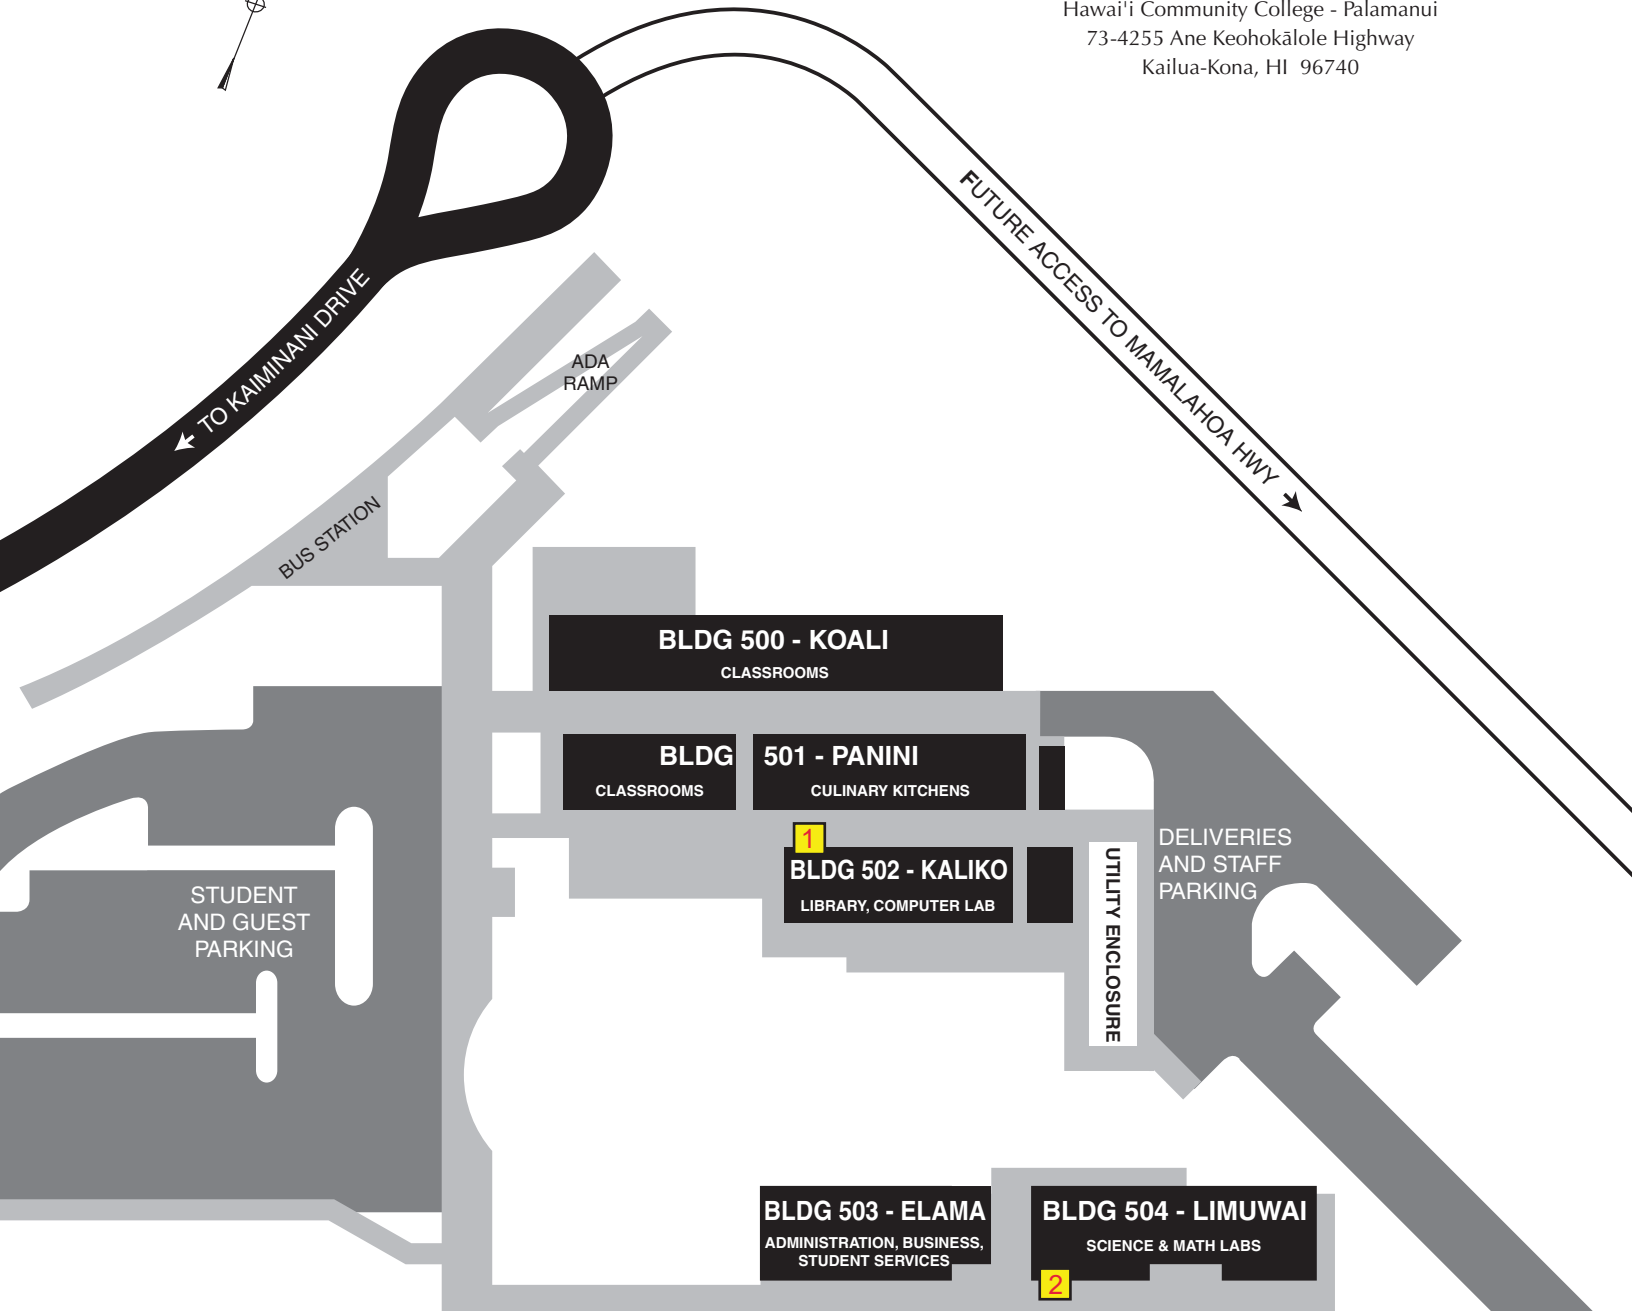 Hawai'i Community College - Palamanui
73-4255 Ane Keohokālole Highway
Kailua-Kona, HI 96740
FUTURE ACCESS TO MAMALAHOA HWY
TO KAIMINANI DRIVE
ADA
RAMP
BUS STATION
BLDG 500 - KOALI
CLASSROOMS
BLDG 501 - PANINI
CLASSROOMS
CULINARY KITCHENS
1
BLDG 502 - KALIKO
LIBRARY, COMPUTER LAB
UTILITY ENCLOSURE
DELIVERIES
AND STAFF
PARKING
STUDENT
AND GUEST
PARKING
BLDG 503 - ELAMA
ADMINISTRATION, BUSINESS,
STUDENT SERVICES
BLDG 504 - LIMUWAI
SCIENCE & MATH LABS
2